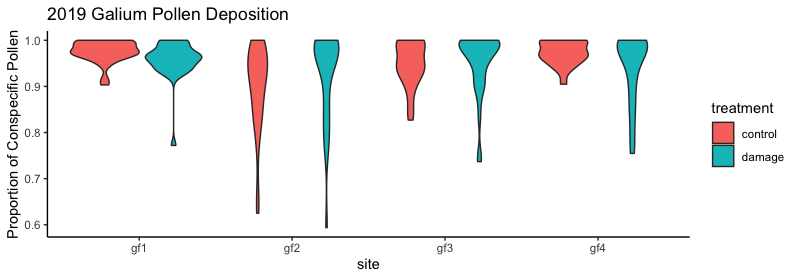 2019 Galium Pollen Deposition
Proportion of Conspecific Pollen
1.0
0.9
0.8
0.7
0.6
gf1 gf2 gf3 gf4
site
treatment
control
damage